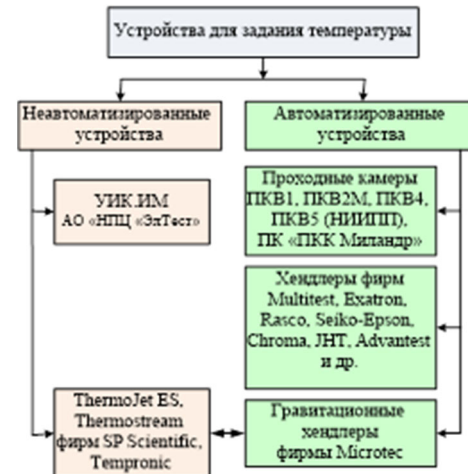 Устройства для задания температуры
Неавтоматизированные
устройства
Автоматизированные
устройства
УИК.ИМ
АО «НПЦ «ЭлТест»
Проходные камеры
ПКВ1, ПКВ2М, ПКВ4,
ПКВ5 (НИИПП),
ПК «ПКК Миландр»
Хендлеры фирм
Multitest, Exatron,
Rasco, Seiko-Epson,
Chroma, JHT, Advantest
и др.
ThermoJet ES,
Thermostream
фирм SP Scientific,
Tempronic
Гравитационные
хендлеры
фирмы Microtec